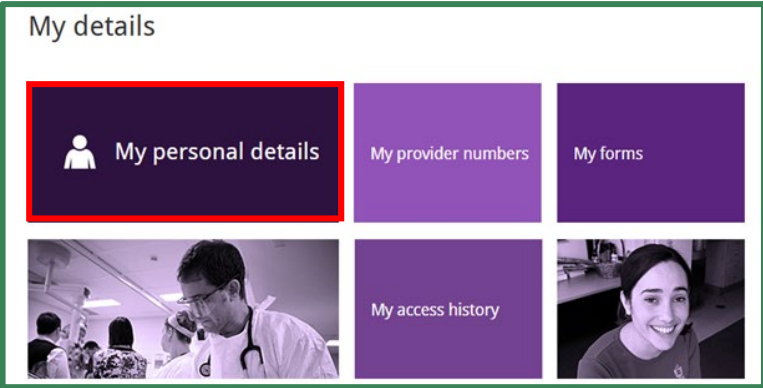 My details
My personal details
My provider numbers
My forms
My access history